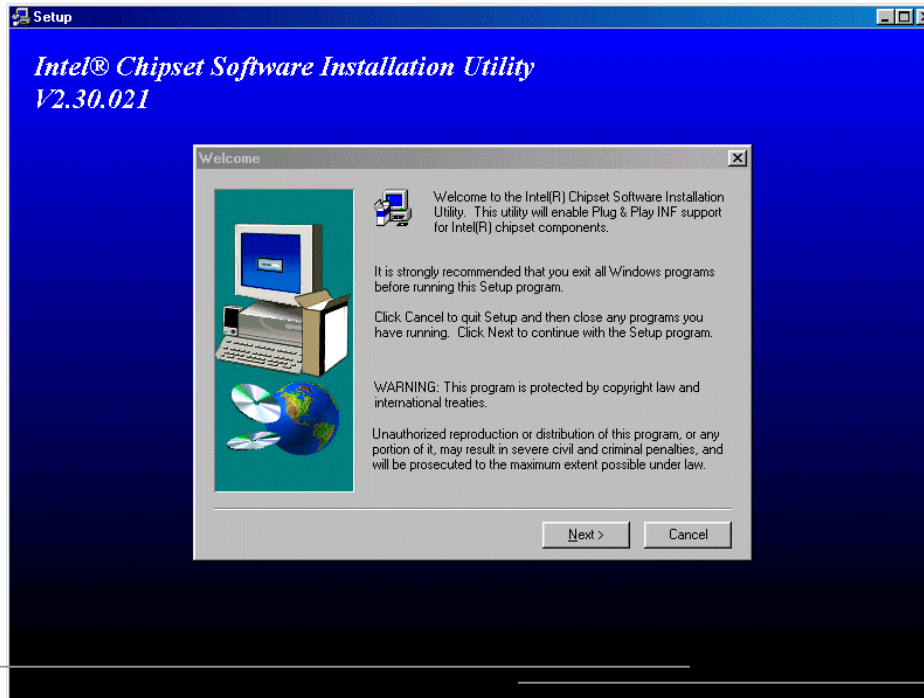 Setup
Intel® Chipset Software Installation Utility
V2.30.021
Welcome
Welcome to the Intel(R) Chipset Software Installation
Utility.  This utility will enable Plug & Play INF support
for Intel(R) chipset components.
It is strongly recommended that you exit all Windows programs
before running this Setup program.
Click Cancel to quit Setup and then close any programs you
have running.  Click Next to continue with the Setup program.
WARNING: This program is protected by copyright law and
international treaties.
Unauthorized reproduction or distribution of this program, or any
portion of it, may result in severe civil and criminal penalties, and
will be prosecuted to the maximum extent possible under law.
Next >
Cancel